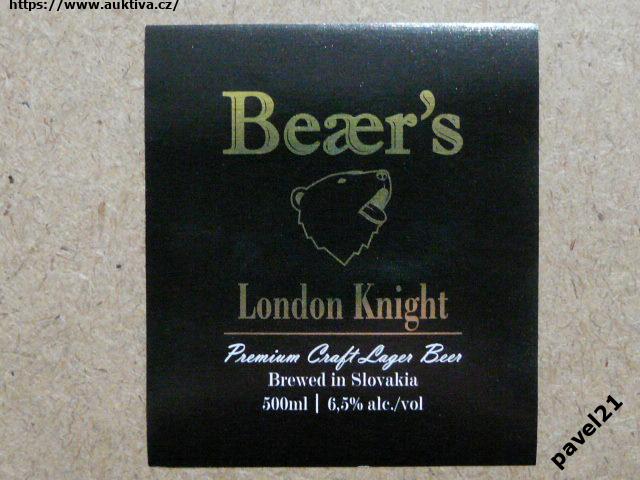 https://www.auktiva.cz/
Beær's
London Knight
Premium Craft Lager Beer
Brewed in Slovakia
500ml | 6,5% alc./vol
pavel21